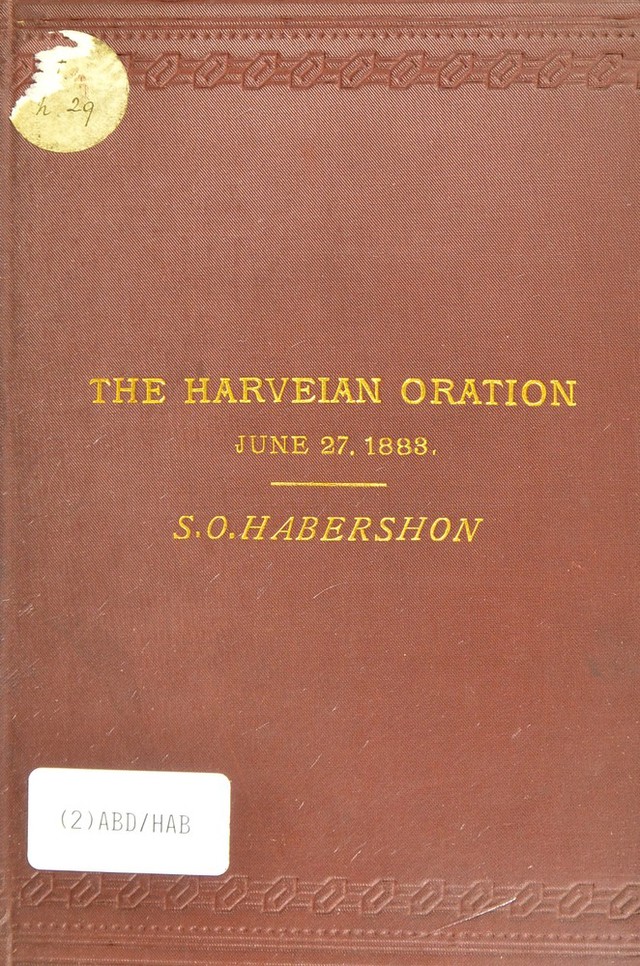 h. 29
THE HARVEIAN ORATION
JUNE 27, 1883.
S.O. HABERSHON
(2)ABD/HAB